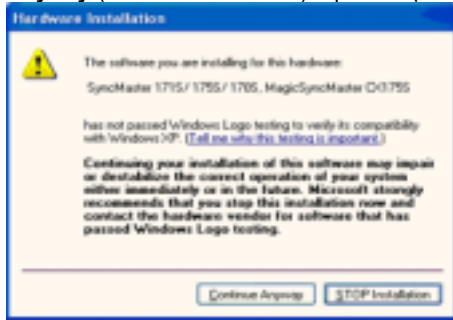 Hardware Installation
The software you are installing for this hardware:
SyncMaster 171S/ 175S/ 170S, MagicSyncMaster CX175S
has not passed Windows Logo testing to verify its compatibility
with Windows XP. (Tell me why this testing is important.)
Continuing your installation of this software may impair
or destabilize the correct operation of your system
either immediately or in the future. Microsoft strongly
recommends that you stop this installation now and
contact the hardware vendor for software that has
passed Windows Logo testing.
Continue Anyway
STOP Installation